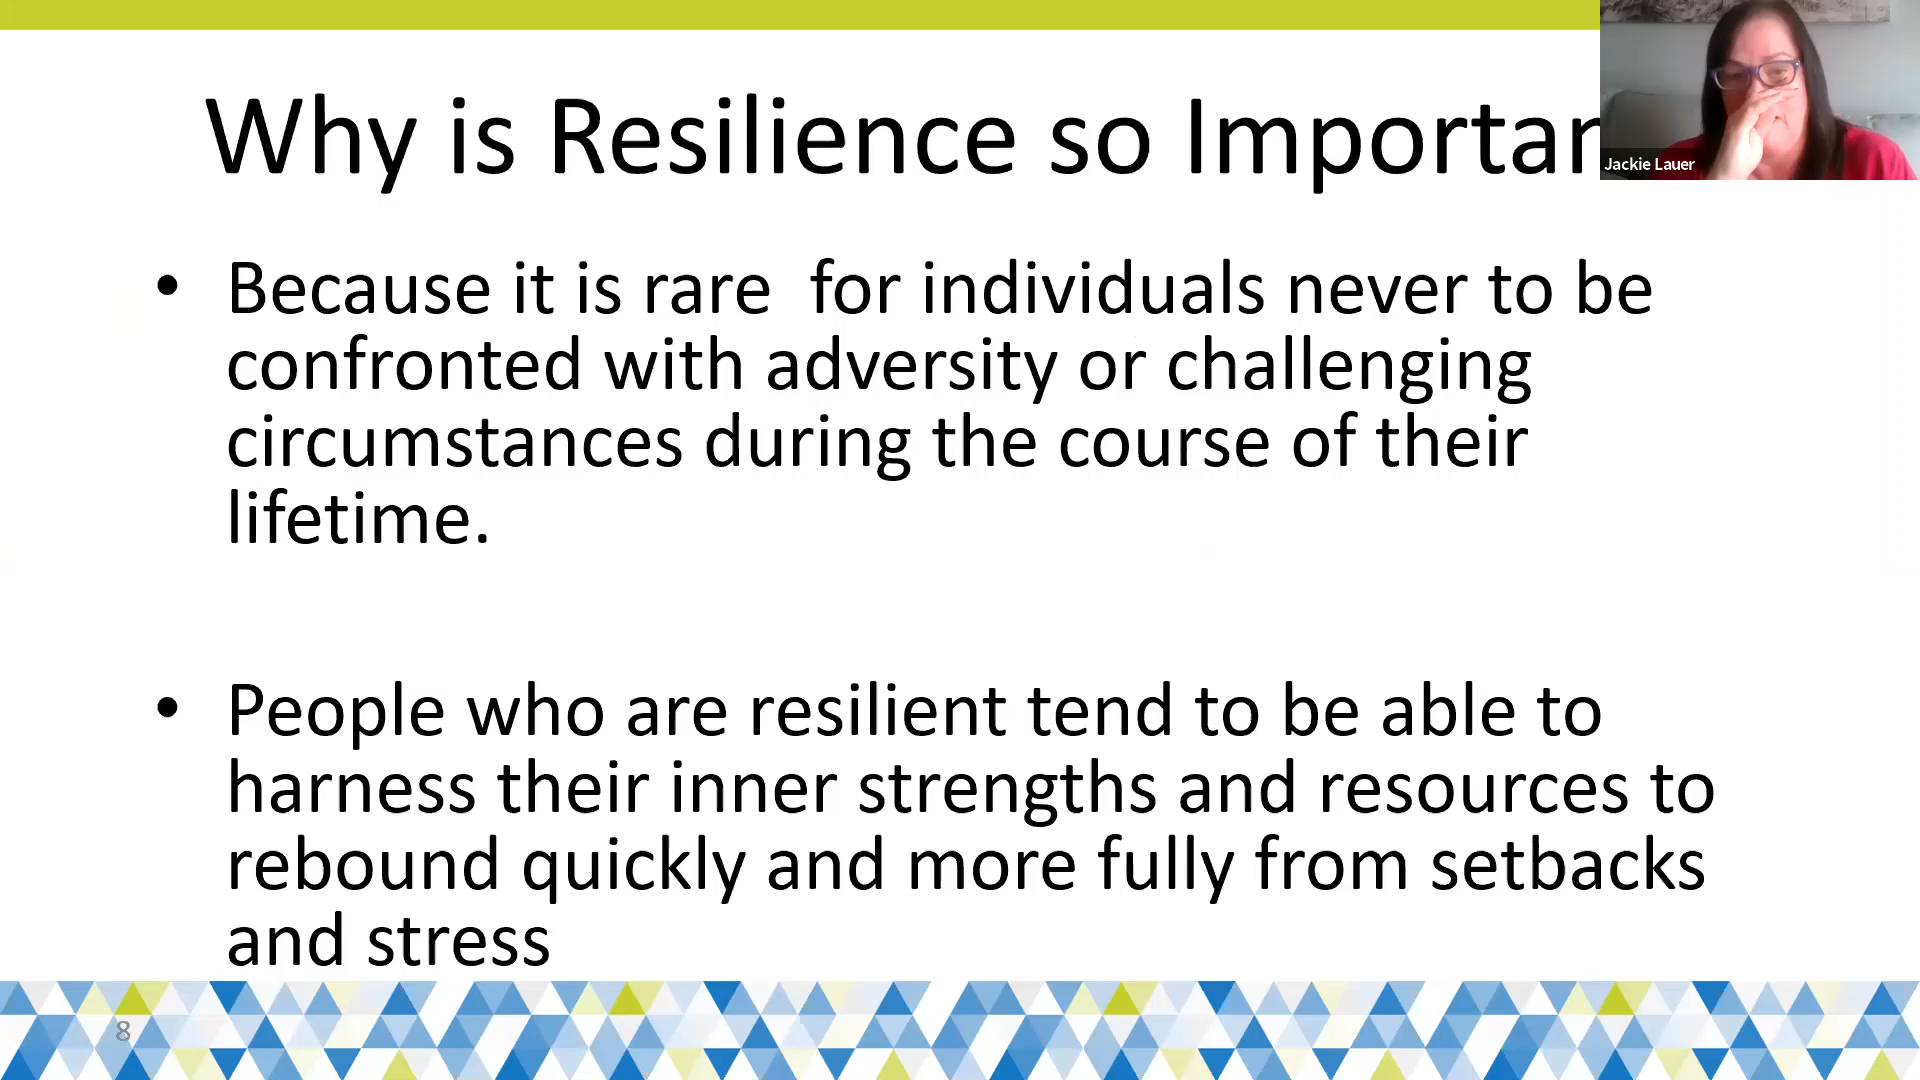 Why is Resilience so Importan
Jackie Lauer
• Because it is rare  for individuals never to be
confronted with adversity or challenging
circumstances during the course of their
lifetime.
• People who are resilient tend to be able to
harness their inner strengths and resources to
rebound quickly and more fully from setbacks
and stress
8